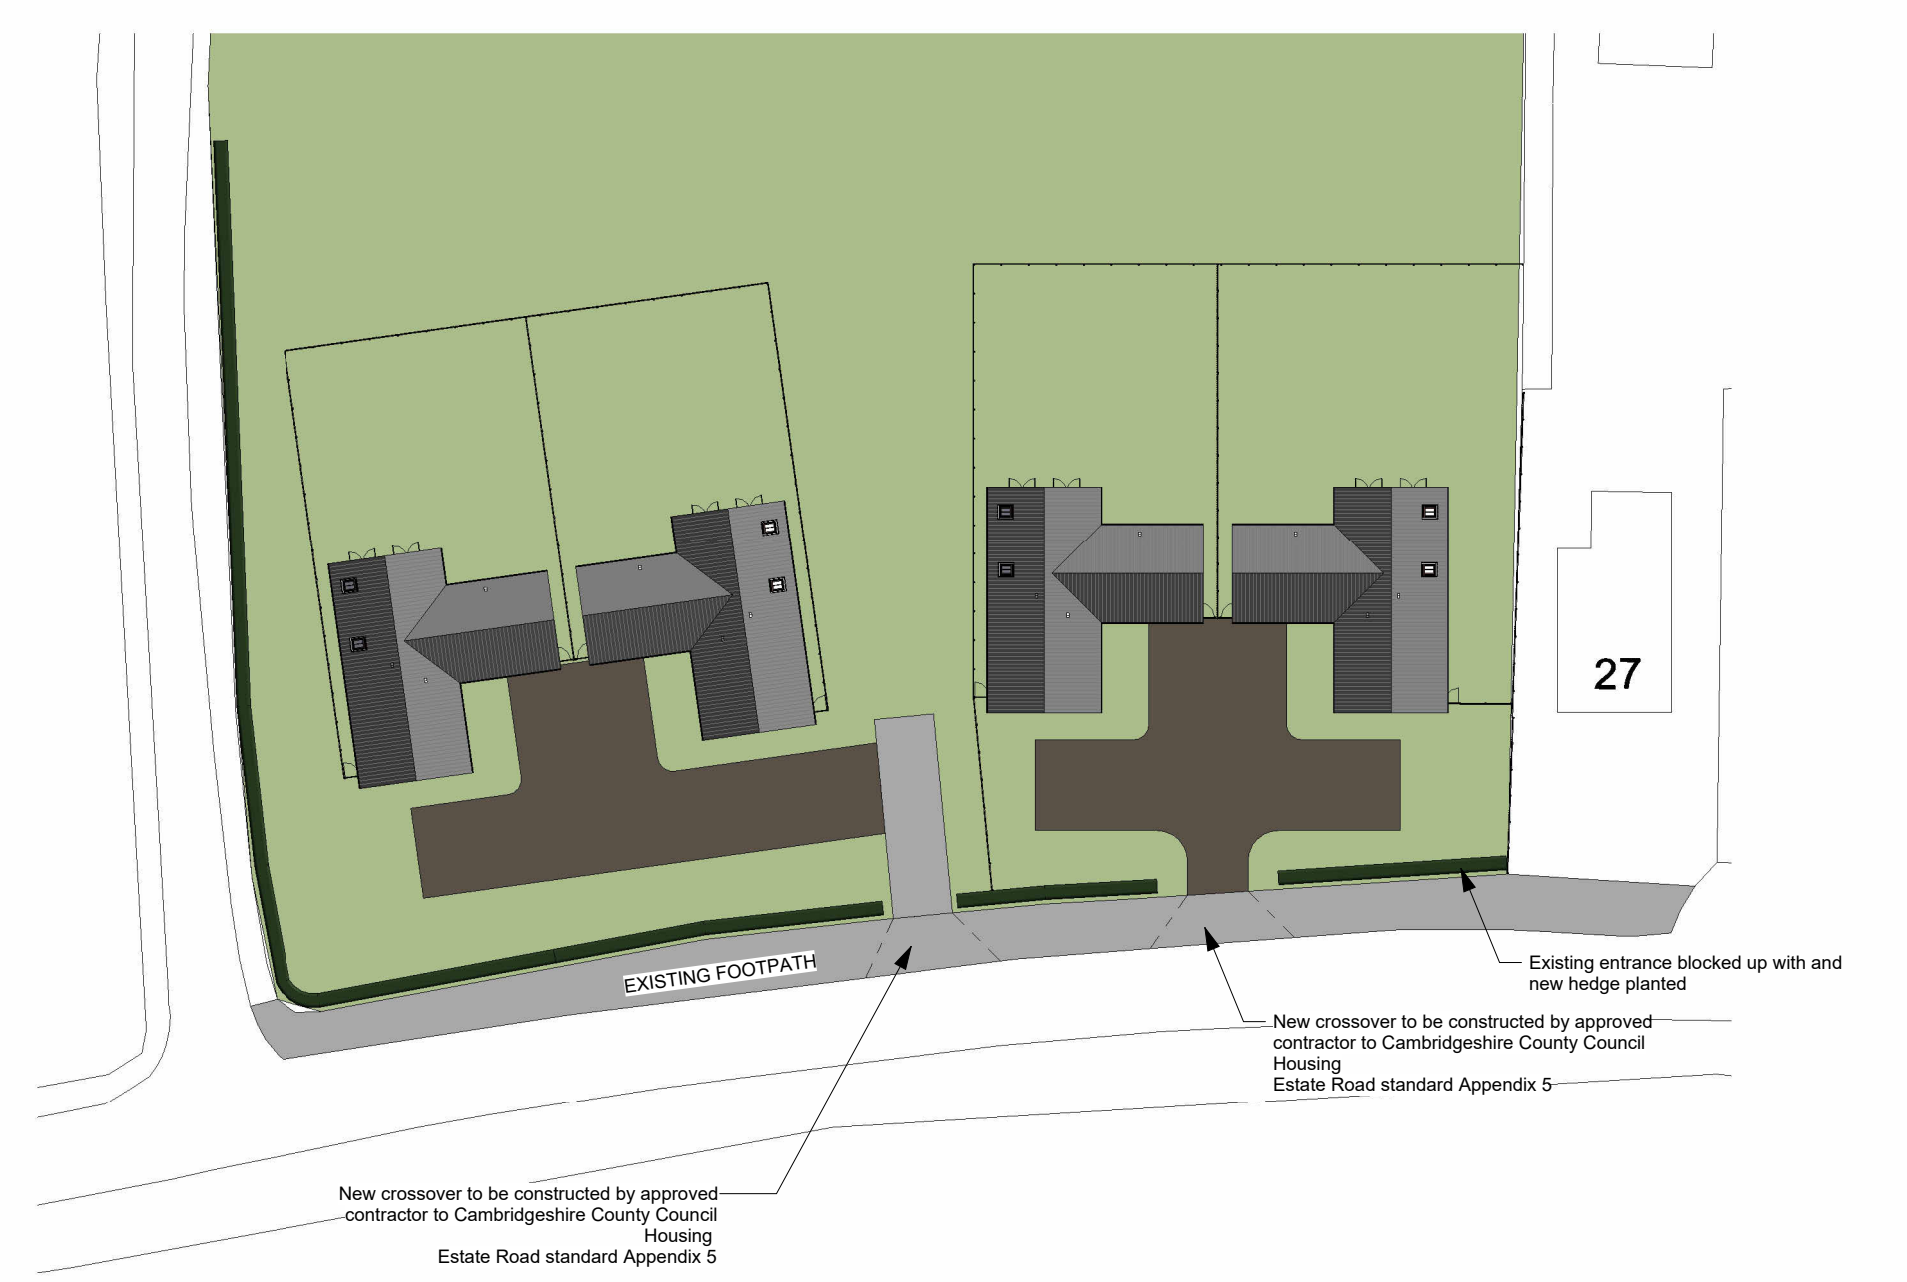 27
EXISTING FOOTPATH
Existing entrance blocked up with and
new hedge planted
New crossover to be constructed by approved
contractor to Cambridgeshire County Council
Housing
Estate Road standard Appendix 5
New crossover to be constructed by approved
contractor to Cambridgeshire County Council
Housing
Estate Road standard Appendix 5